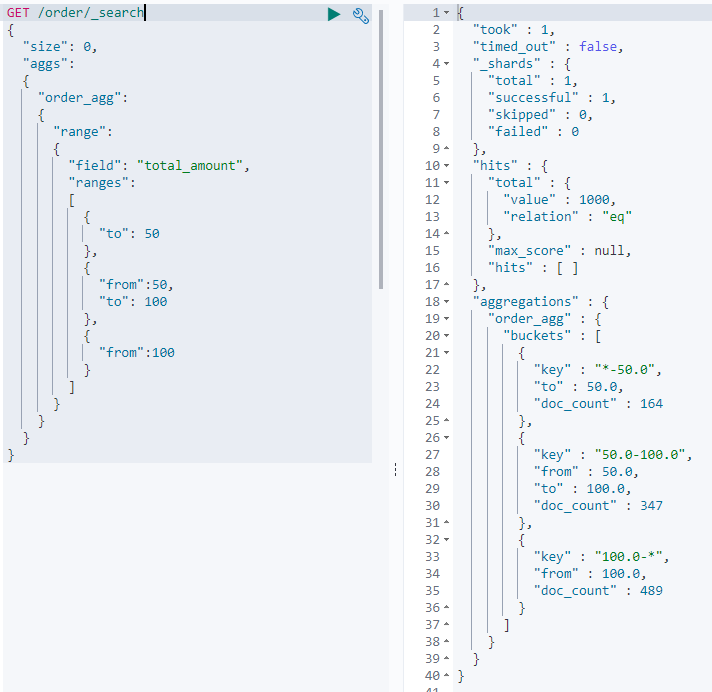 GET /order/_search
{
  "size": 0,
  "aggs":
  {
    "order_agg":
    {
      "range":
      {
        "field": "total_amount",
        "ranges":
        [
          {
            "to": 50
          },
          {
            "from":50,
            "to": 100
          },
          {
            "from":100
          }
        ]
      }
    }
  }
}
1 {
2   "took" : 1,
3   "timed_out" : false,
4   "_shards" : {
5     "total" : 1,
6     "successful" : 1,
7     "skipped" : 0,
8     "failed" : 0
9   },
10   "hits" : {
11     "total" : {
12       "value" : 1000,
13       "relation" : "eq"
14     },
15     "max_score" : null,
16     "hits" : [ ]
17   },
18   "aggregations" : {
19     "order_agg" : {
20       "buckets" : [
21         {
22           "key" : "*-50.0",
23           "to" : 50.0,
24           "doc_count" : 164
25         },
26         {
27           "key" : "50.0-100.0",
28           "from" : 50.0,
29           "to" : 100.0,
30           "doc_count" : 347
31         },
32         {
33           "key" : "100.0-*",
34           "from" : 100.0,
35           "doc_count" : 489
36         }
37       ]
38     }
39   }
40 }
41